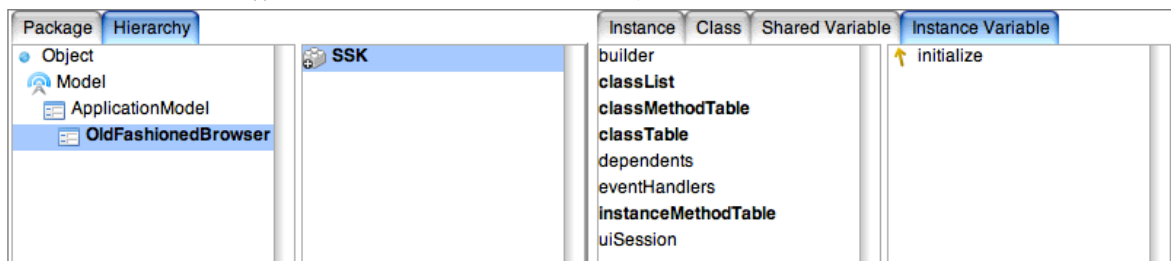 Package Hierarchy
Object
Model
ApplicationModel
OldFashionedBrowser
SSK
Instance Class Shared Variable Instance Variable
builder
classList
classMethodTable
classTable
dependents
eventHandlers
instanceMethodTable
uiSession
initialize